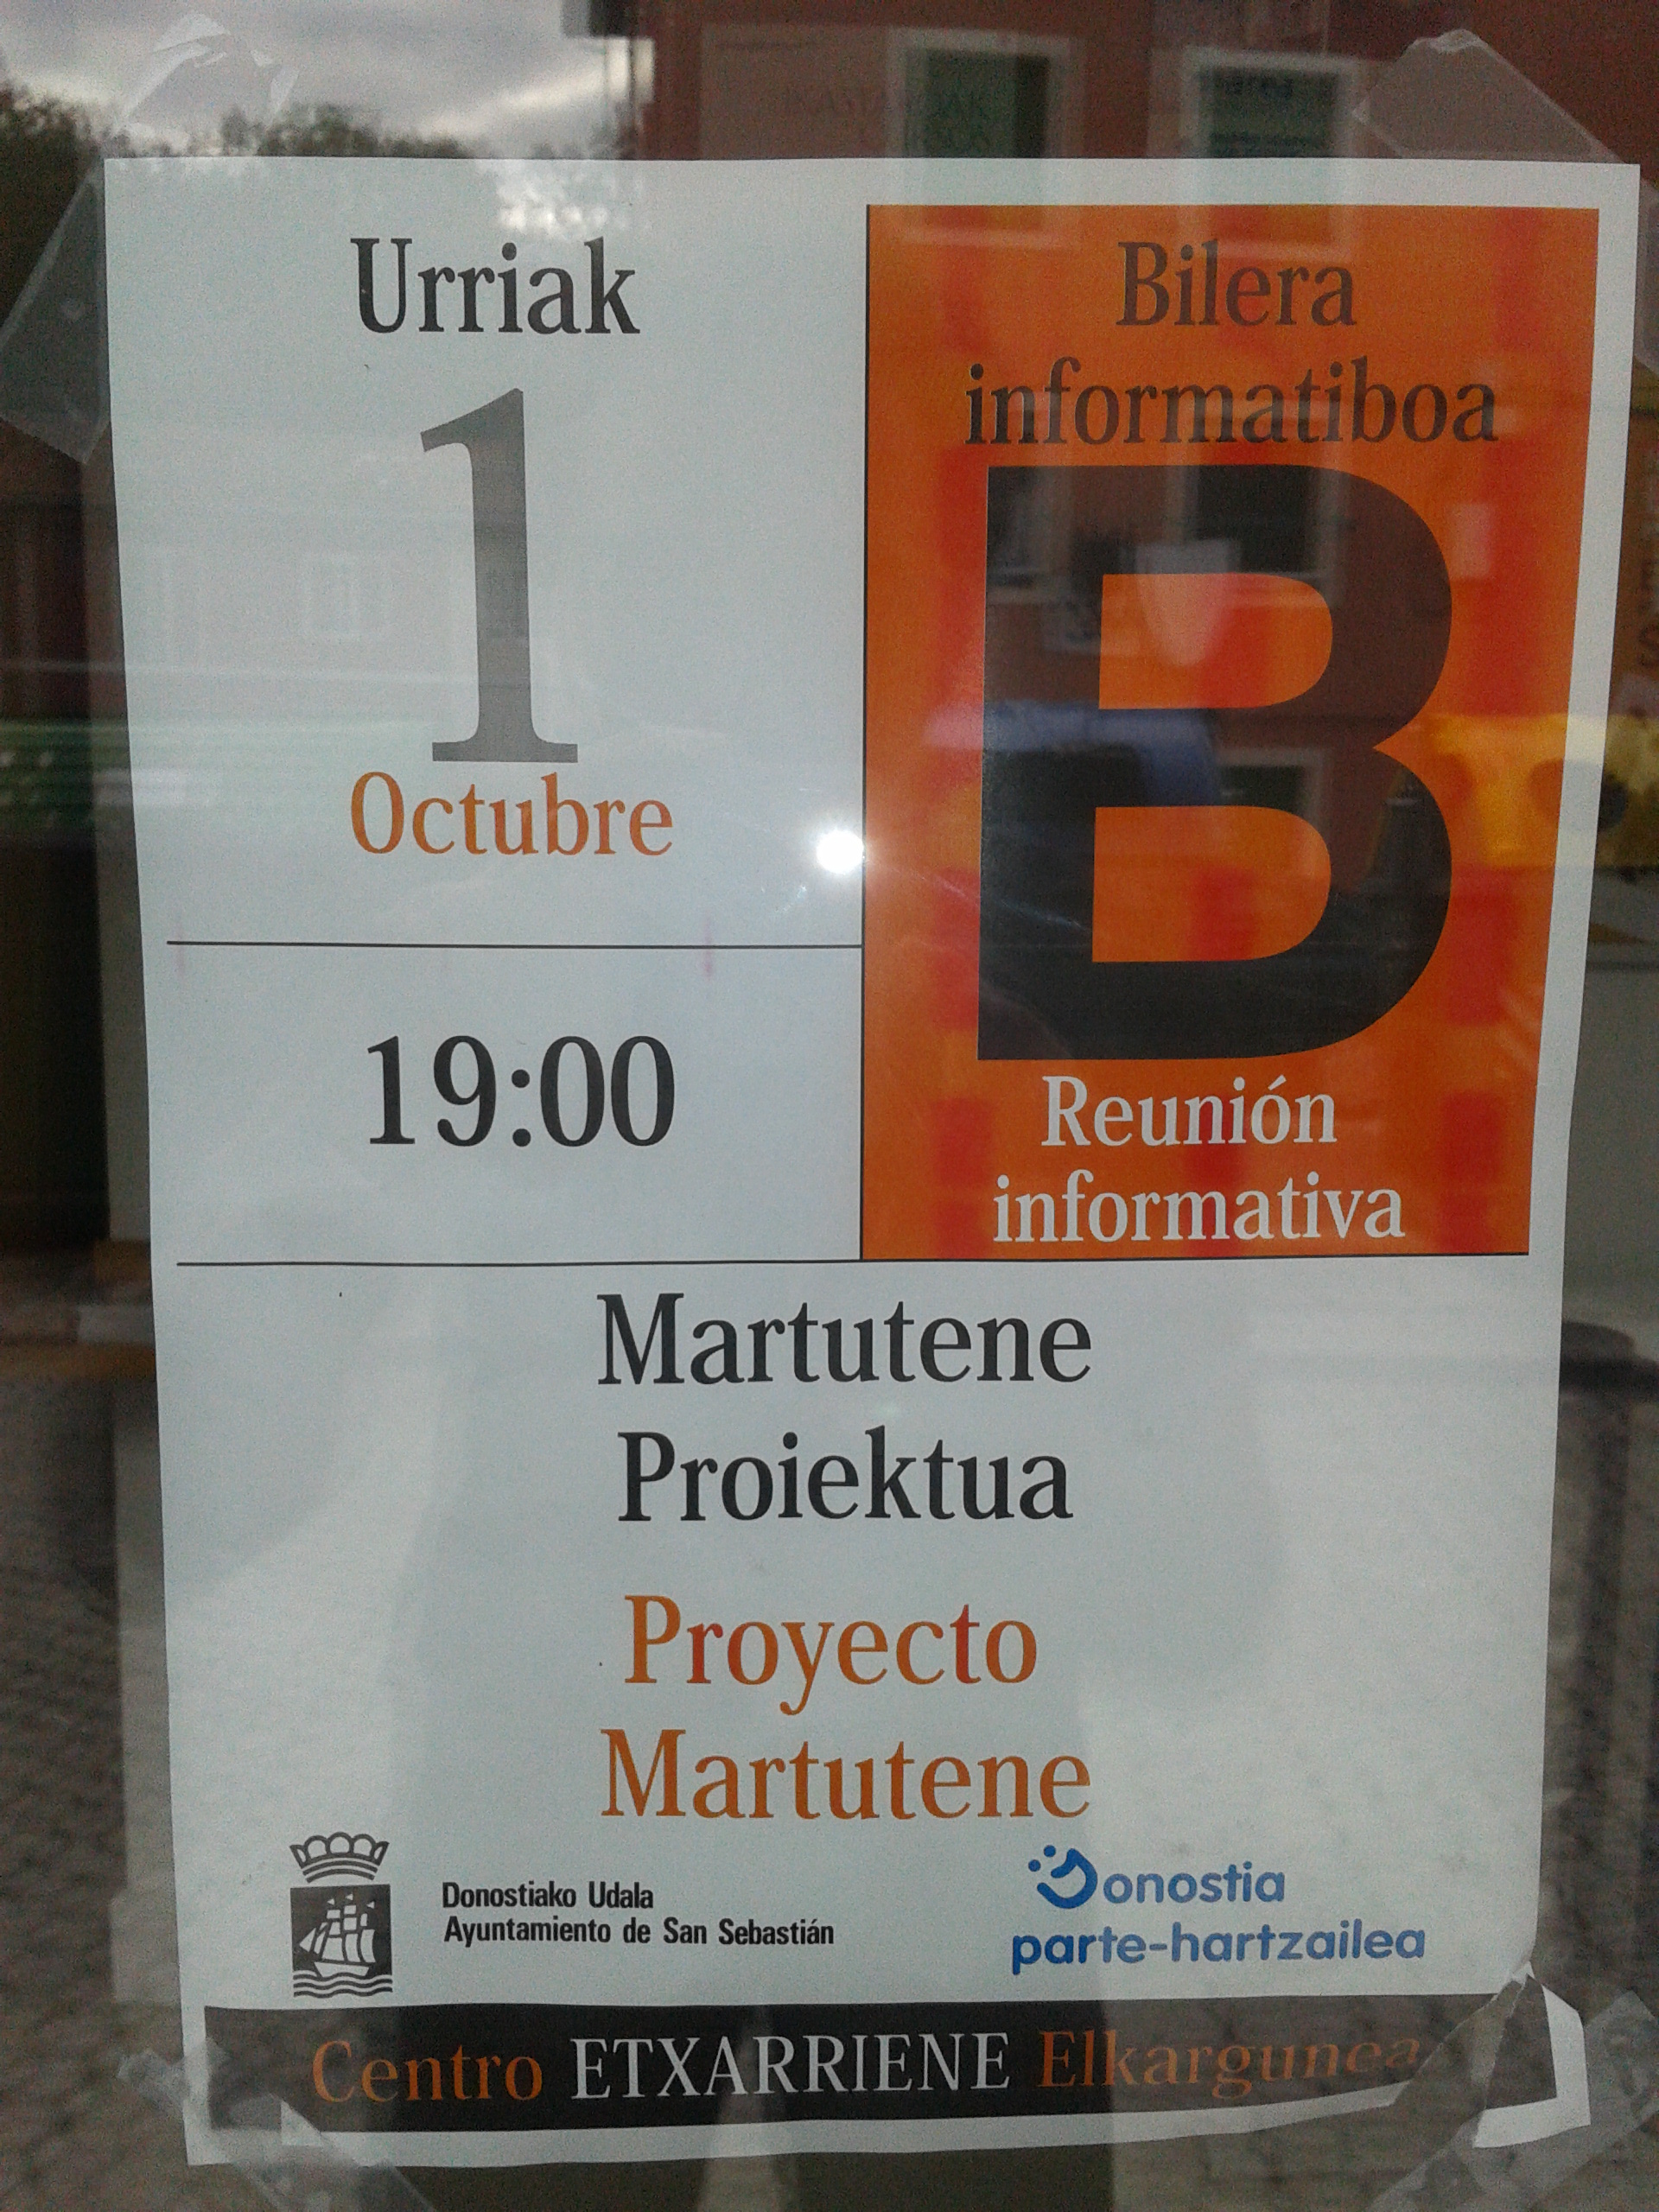 Urriak
1
Octubre
19:00
Bilera
informatiboa
B
Reunión
informativa
Martutene
Proiektua
Proyecto
Martutene
Donostiako Udala
Ayuntamiento de San Sebastián
Donostia
parte-hartzailea
Centro ETXARRIENE Elkargunea